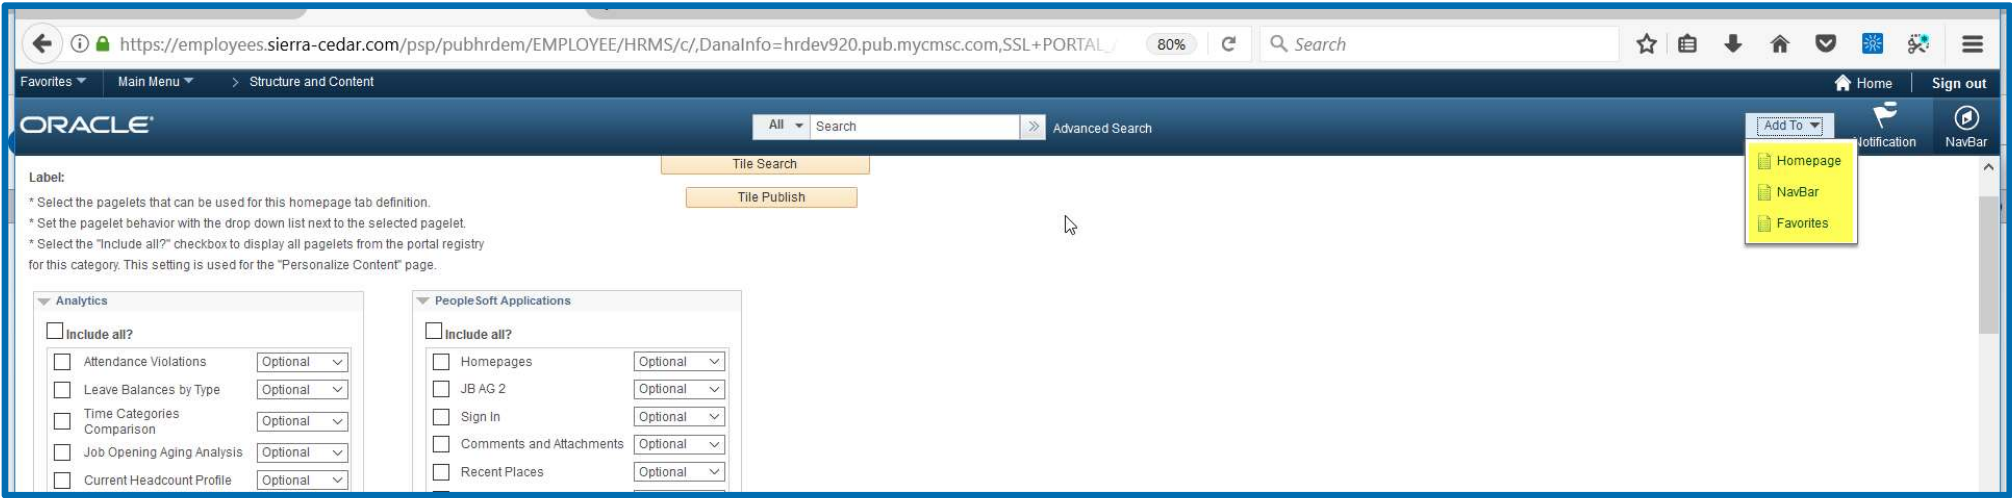 https://employees.sierra-cedar.com/psp/pubhrdem/EMPLOYEE/HRMS/c/,DanaInfo=hrdev920.pub.mycmsc.com,SSL+PORTAL_ 80% Search
Favorites Main Menu > Structure and Content Home Sign out
ORACLE All Search Advanced Search Add To Notification NavBar
Homepage
NavBar
Favorites
Tile Search
Tile Publish
Label:
* Select the pagelets that can be used for this homepage tab definition.
* Set the pagelet behavior with the drop down list next to the selected pagelet.
* Select the "Include all?" checkbox to display all pagelets from the portal registry
for this category. This setting is used for the "Personalize Content" page.
Analytics
Include all?
Attendance Violations Optional
Leave Balances by Type Optional
Time Categories
Comparison Optional
Job Opening Aging Analysis Optional
Current Headcount Profile Optional
PeopleSoft Applications
Include all?
Homepages Optional
JB AG 2 Optional
Sign In Optional
Comments and Attachments Optional
Recent Places Optional